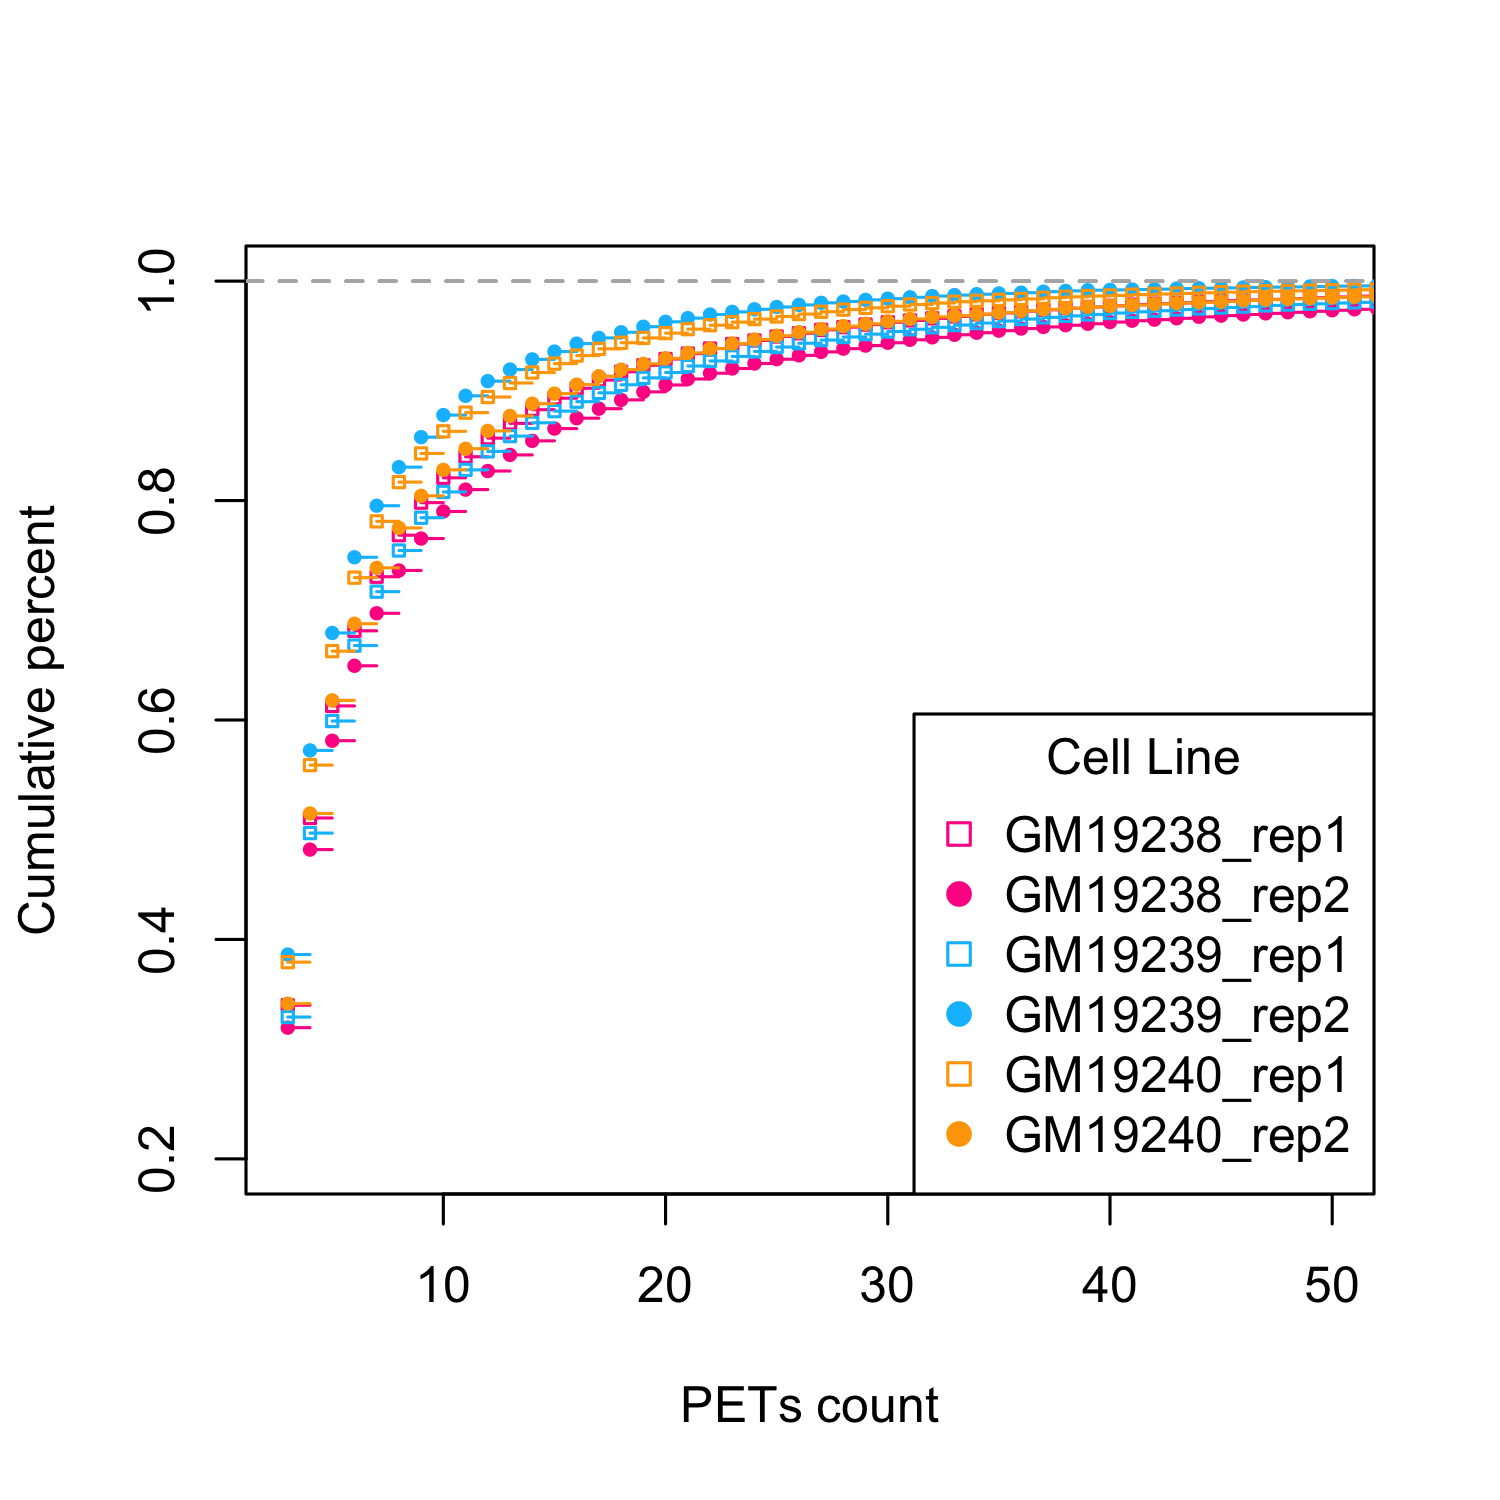 Cumulative percent
1.0
0.8
0.6
0.4
0.2
Cell Line
GM19238_rep1
GM19238_rep2
GM19239_rep1
GM19239_rep2
GM19240_rep1
GM19240_rep2
10 20 30 40 50
PETs count